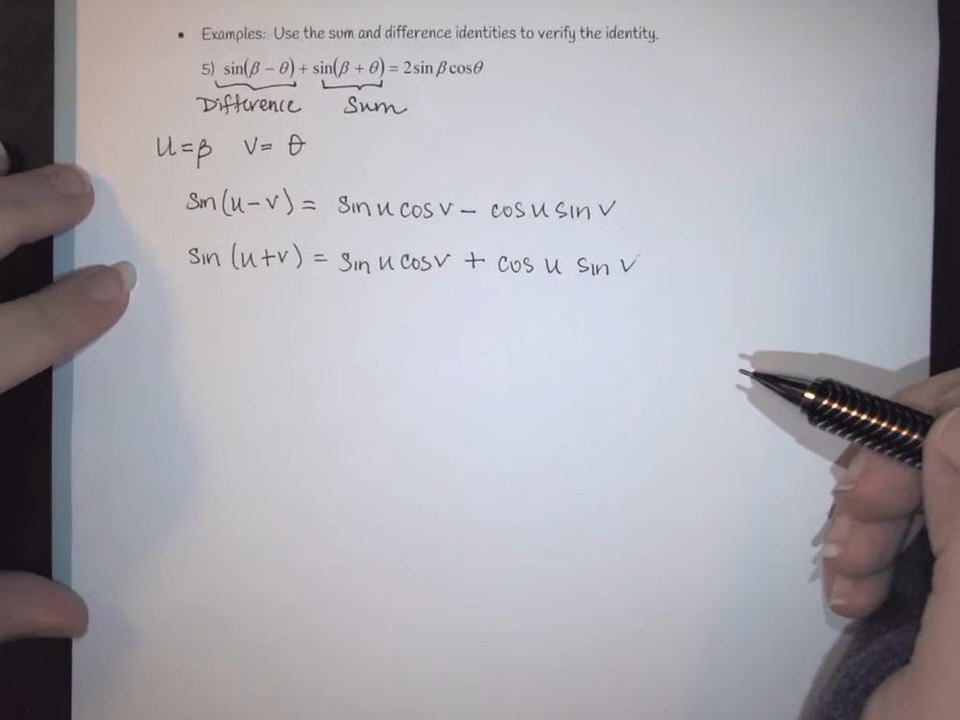 • Examples: Use the sum and difference identities to verify the identity.
5) sin(β − θ) + sin(β + θ) = 2 sin β cos θ
Difference Sum
u = β v = θ
sin (u − v) = sin u cos v − cos u sin v
sin (u + v) = sin u cos v + cos u sin v